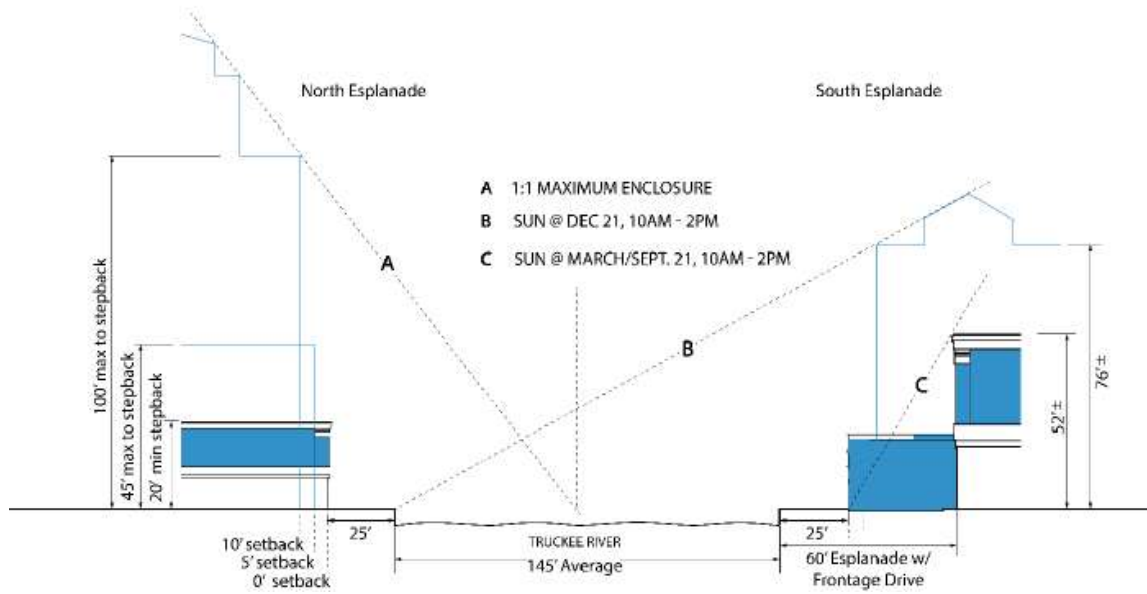 North Esplanade
South Esplanade
A 1:1 MAXIMUM ENCLOSURE
B SUN @ DEC 21, 10AM - 2PM
C SUN @ MARCH/SEPT. 21, 10AM - 2PM
A
B
C
100' max to stepback
45' max to stepback
20' min stepback
52'±
76'±
25'
25'
10' setback
5' setback
0' setback
TRUCKEE RIVER
145' Average
60' Esplanade w/
Frontage Drive